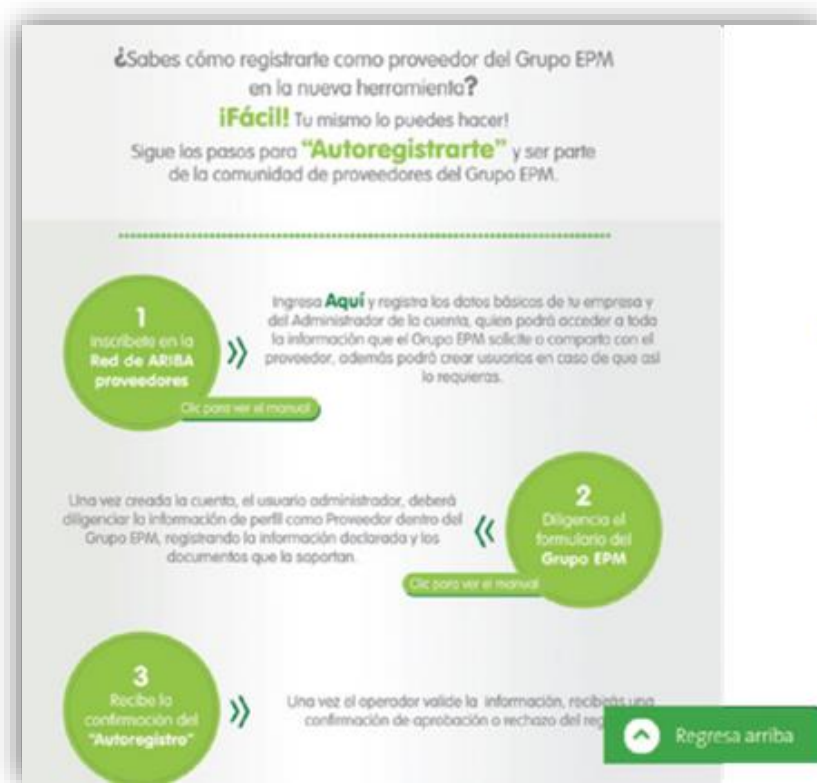 ¿Sabes cómo registrarte como proveedor del Grupo EPM
en la nueva herramienta?
¡Fácil! Tu mismo lo puedes hacer!
Sigue los pasos para "Autoregistrarte" y ser parte
de la comunidad de proveedores del Grupo EPM.
1
Inscríbete en la
Red de ARIBA
proveedores
Clic para ver el manual
Ingresa Aquí y registra los datos básicos de tu empresa y
del Administrador de la cuenta, quien podrá acceder a toda
la información que el Grupo EPM solicite o comparta con el
proveedor, además podrá crear usuarios en caso de que así
lo requieras.
Una vez creada la cuenta, el usuario administrador, deberá
diligenciar la información de perfil como Proveedor dentro del
Grupo EPM, registrando la información declarada y los
documentos que la soportan.
2
Diligencia el
formulario del
Grupo EPM
Clic para ver el manual
3
Recibe la
confirmación del
"Autoregistro"
Una vez el operador valide la información, recibirás una
confirmación de aprobación o rechazo del
Regresa arriba